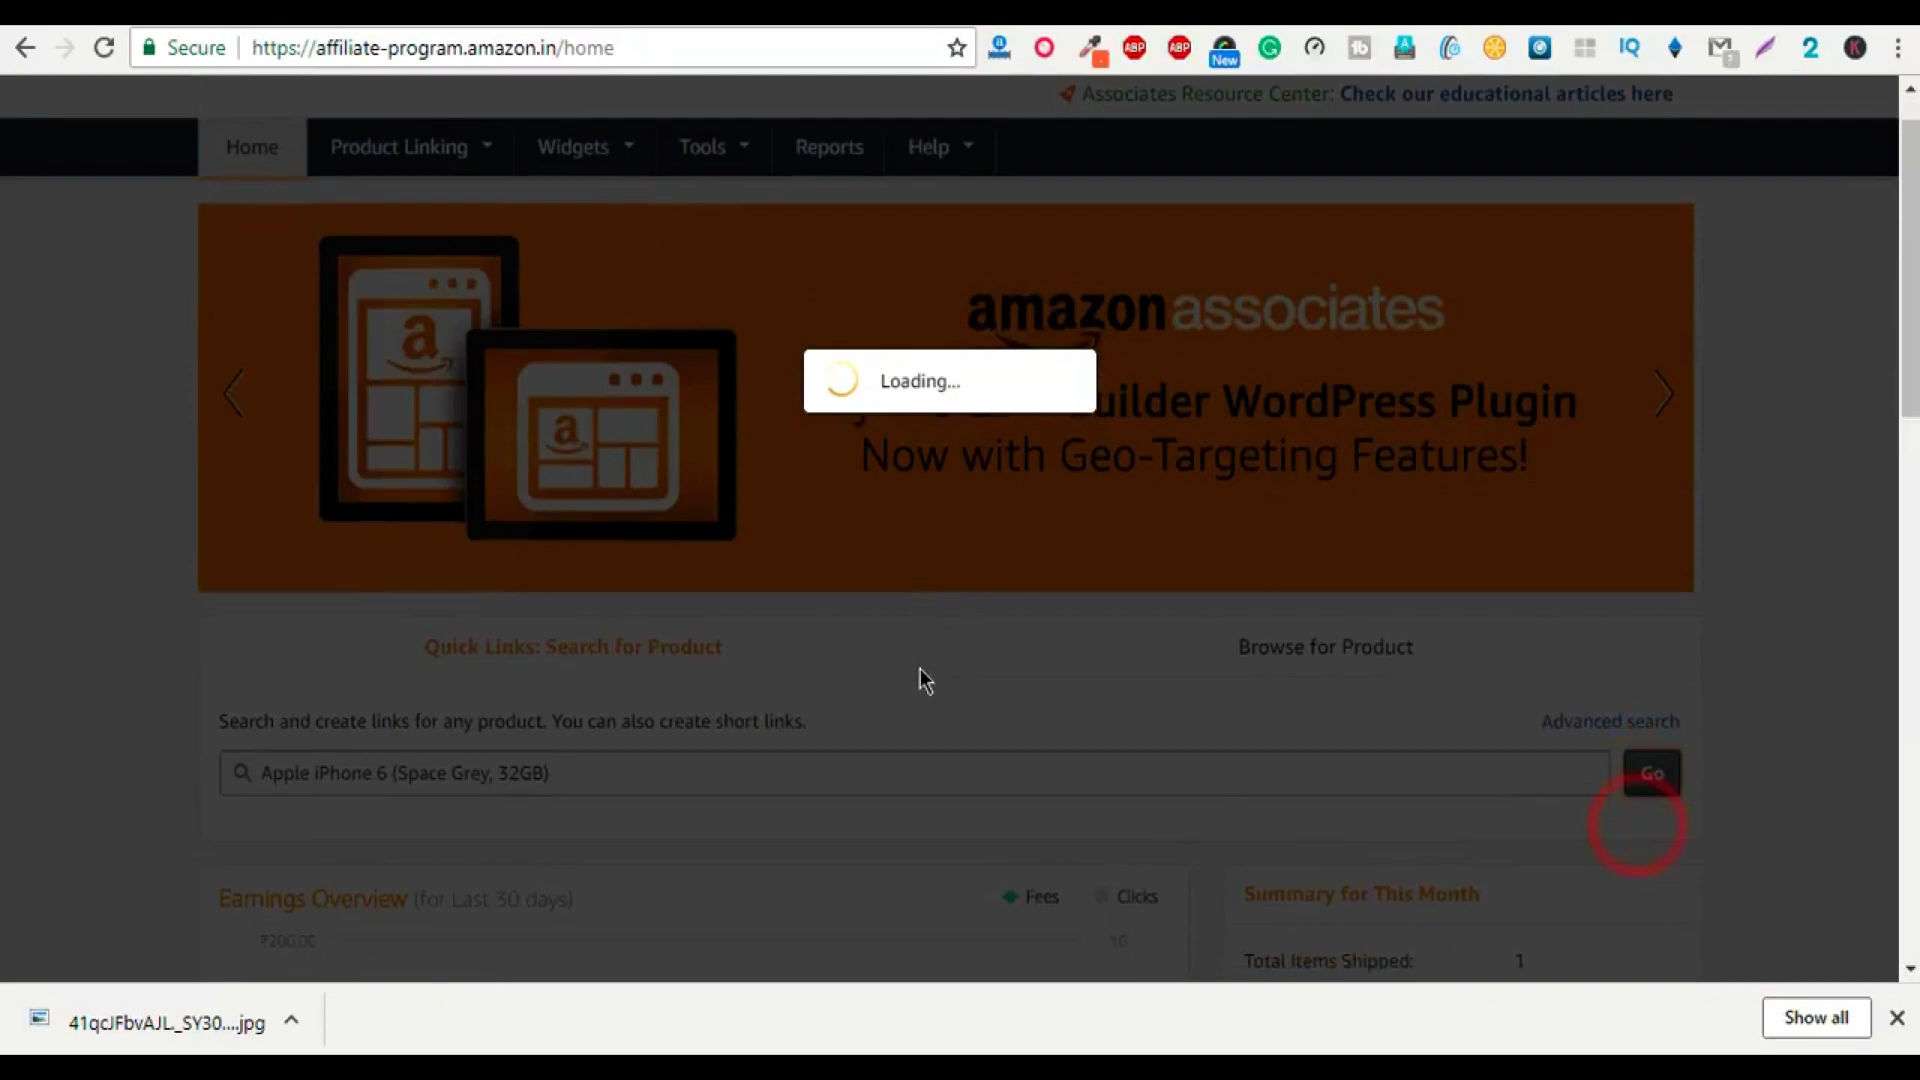 Secure https://affiliate-program.amazon.in/home
ABP ABP New IQ 2 K
Associates Resource Center: Check our educational articles here
Home Product Linking Widgets Tools Reports Help
amazon associates
Loading...
uilder WordPress Plugin
Now with Geo-Targeting Features!
Quick Links: Search for Product Browse for Product
Search and create links for any product. You can also create short links. Advanced search
Apple iPhone 6 (Space Grey, 32GB) Go
Earnings Overview (for Last 30 days) Fees Clicks Summary for This Month
₹200.00 10
Total Items Shipped: 1
41qcJFbvAJL._SY30....jpg Show all